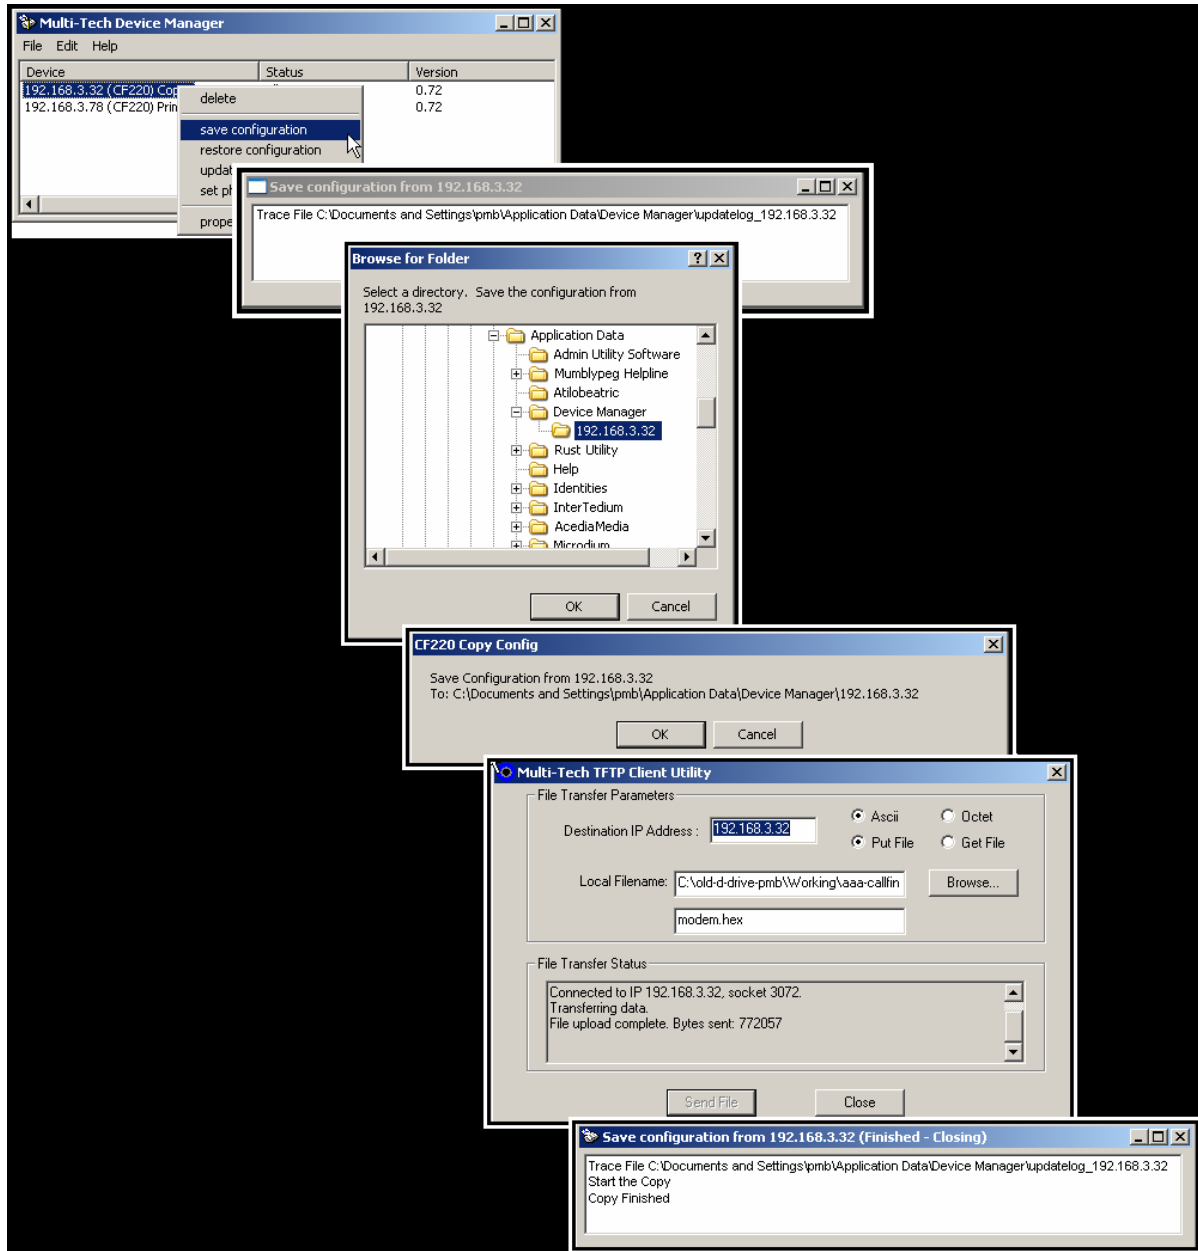 Multi-Tech Device Manager
File Edit Help
Device Status Version
192.168.3.32 (CF220) 0.72
192.168.3.78 (CF220) 0.72
delete
save configuration
restore configuration
Save configuration from 192.168.3.32
Trace File C:\Documents and Settings\pmb\Application Data\Device Manager\updatelog_192.168.3.32
Browse for Folder
Select a directory. Save the configuration from
192.168.3.32
Application Data
Admin Utility Software
Mumblypeg Helpline
Atilobeatric
Device Manager
192.168.3.32
Rust Utility
Help
Identities
InterTedium
AcediaMedia
Microdium
OK Cancel
CF220 Copy Config
Save Configuration from 192.168.3.32
To: C:\Documents and Settings\pmb\Application Data\Device Manager\192.168.3.32
OK Cancel
Multi-Tech TFTP Client Utility
File Transfer Parameters
Destination IP Address : 192.168.3.32 Ascii Octet
Put File Get File
Local Filename: C:\old-d-drive-pmb\Working\aaa-callfin Browse...
modem.hex
File Transfer Status
Connected to IP 192.168.3.32, socket 3072.
Transferring data.
File upload complete. Bytes sent: 772057
Send File Close
Save configuration from 192.168.3.32 (Finished - Closing)
Trace File C:\Documents and Settings\pmb\Application Data\Device Manager\updatelog_192.168.3.32
Start the Copy
Copy Finished